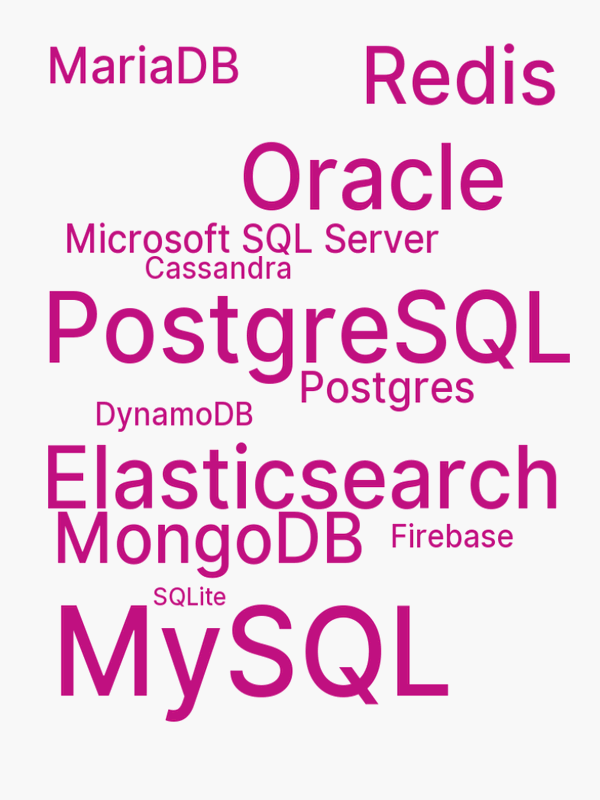 MariaDB
Redis
Oracle
Microsoft SQL Server
Cassandra
PostgreSQL
Postgres
DynamoDB
Elasticsearch
MongoDB
Firebase
SQLite
MySQL